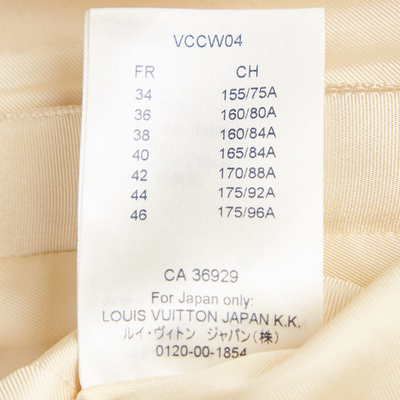 VCCW04
FR CH
34 155/75A
36 160/80A
38 160/84A
40 165/84A
42 170/88A
44 175/92A
46 175/96A
CA 36929
For Japan only:
LOUIS VUITTON JAPAN K.K.
ルイ・ヴィトン ジャパン(株)
0120-00-1854